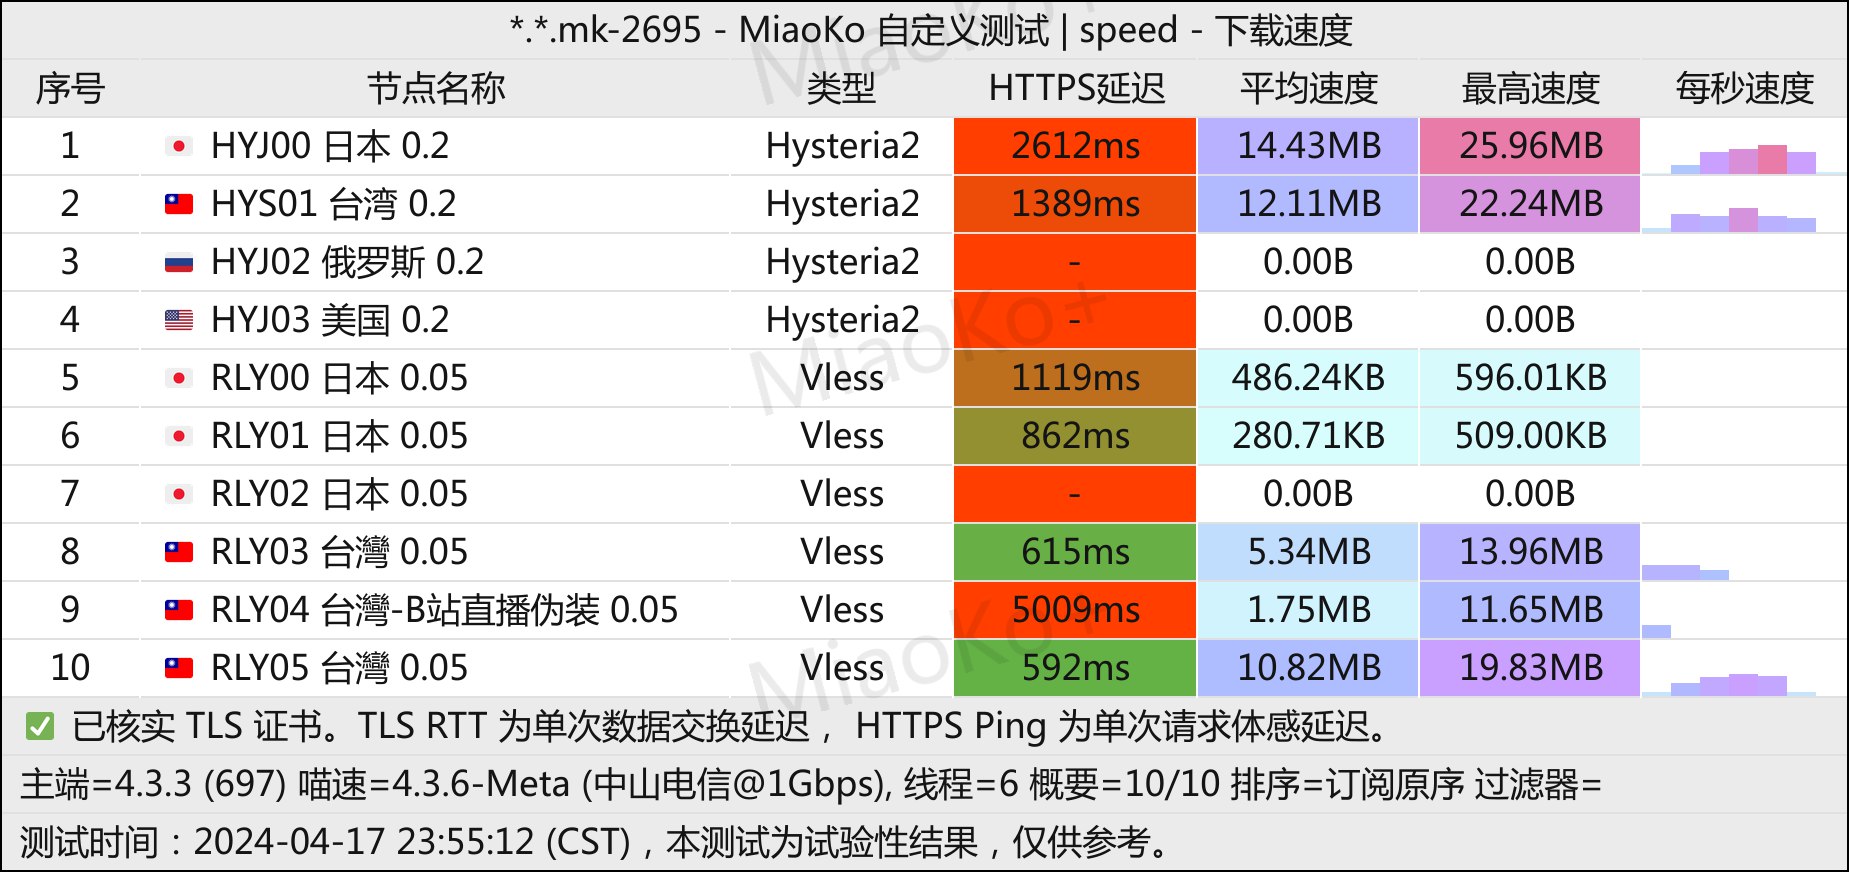 *.*.mk-2695 - MiaoKo 自定义测试 | speed - 下载速度
序号 节点名称 类型 HTTPS延迟 平均速度 最高速度 每秒速度
1 HYJ00 日本 0.2 Hysteria2 2612ms 14.43MB 25.96MB
2 HYS01 台湾 0.2 Hysteria2 1389ms 12.11MB 22.24MB
3 HYJ02 俄罗斯 0.2 Hysteria2 - 0.00B 0.00B
4 HYJ03 美国 0.2 Hysteria2 - 0.00B 0.00B
5 RLY00 日本 0.05 Vless 1119ms 486.24KB 596.01KB
6 RLY01 日本 0.05 Vless 862ms 280.71KB 509.00KB
7 RLY02 日本 0.05 Vless - 0.00B 0.00B
8 RLY03 台灣 0.05 Vless 615ms 5.34MB 13.96MB
9 RLY04 台灣-B站直播伪装 0.05 Vless 5009ms 1.75MB 11.65MB
10 RLY05 台灣 0.05 Vless 592ms 10.82MB 19.83MB
✅ 已核实 TLS 证书。TLS RTT 为单次数据交换延迟， HTTPS Ping 为单次请求体感延迟。
主端=4.3.3 (697) 喵速=4.3.6-Meta (中山电信@1Gbps), 线程=6 概要=10/10 排序=订阅原序 过滤器=
测试时间：2024-04-17 23:55:12 (CST)，本测试为试验性结果，仅供参考。
MiaoKo+
MiaoKo+
MiaoKo+